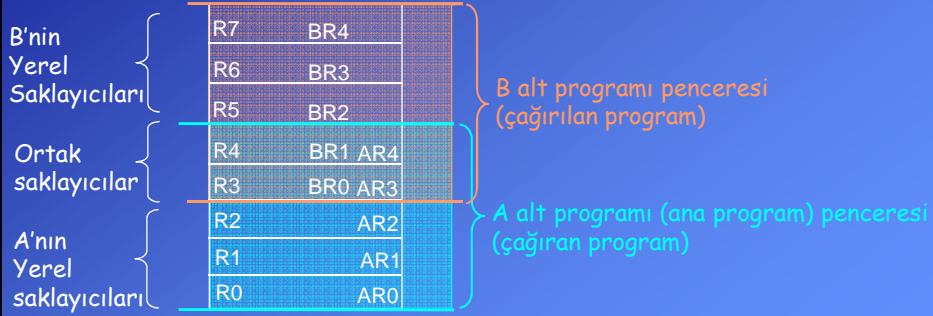 B'nin
Yerel
Saklayıcıları
Ortak
saklayıcılar
A'nın
Yerel
saklayıcıları
R7 BR4
R6 BR3
R5 BR2
R4 BR1 AR4
R3 BR0 AR3
R2 AR2
R1 AR1
R0 AR0
B alt programı penceresi
(çağırılan program)
A alt programı (ana program) penceresi
(çağıran program)